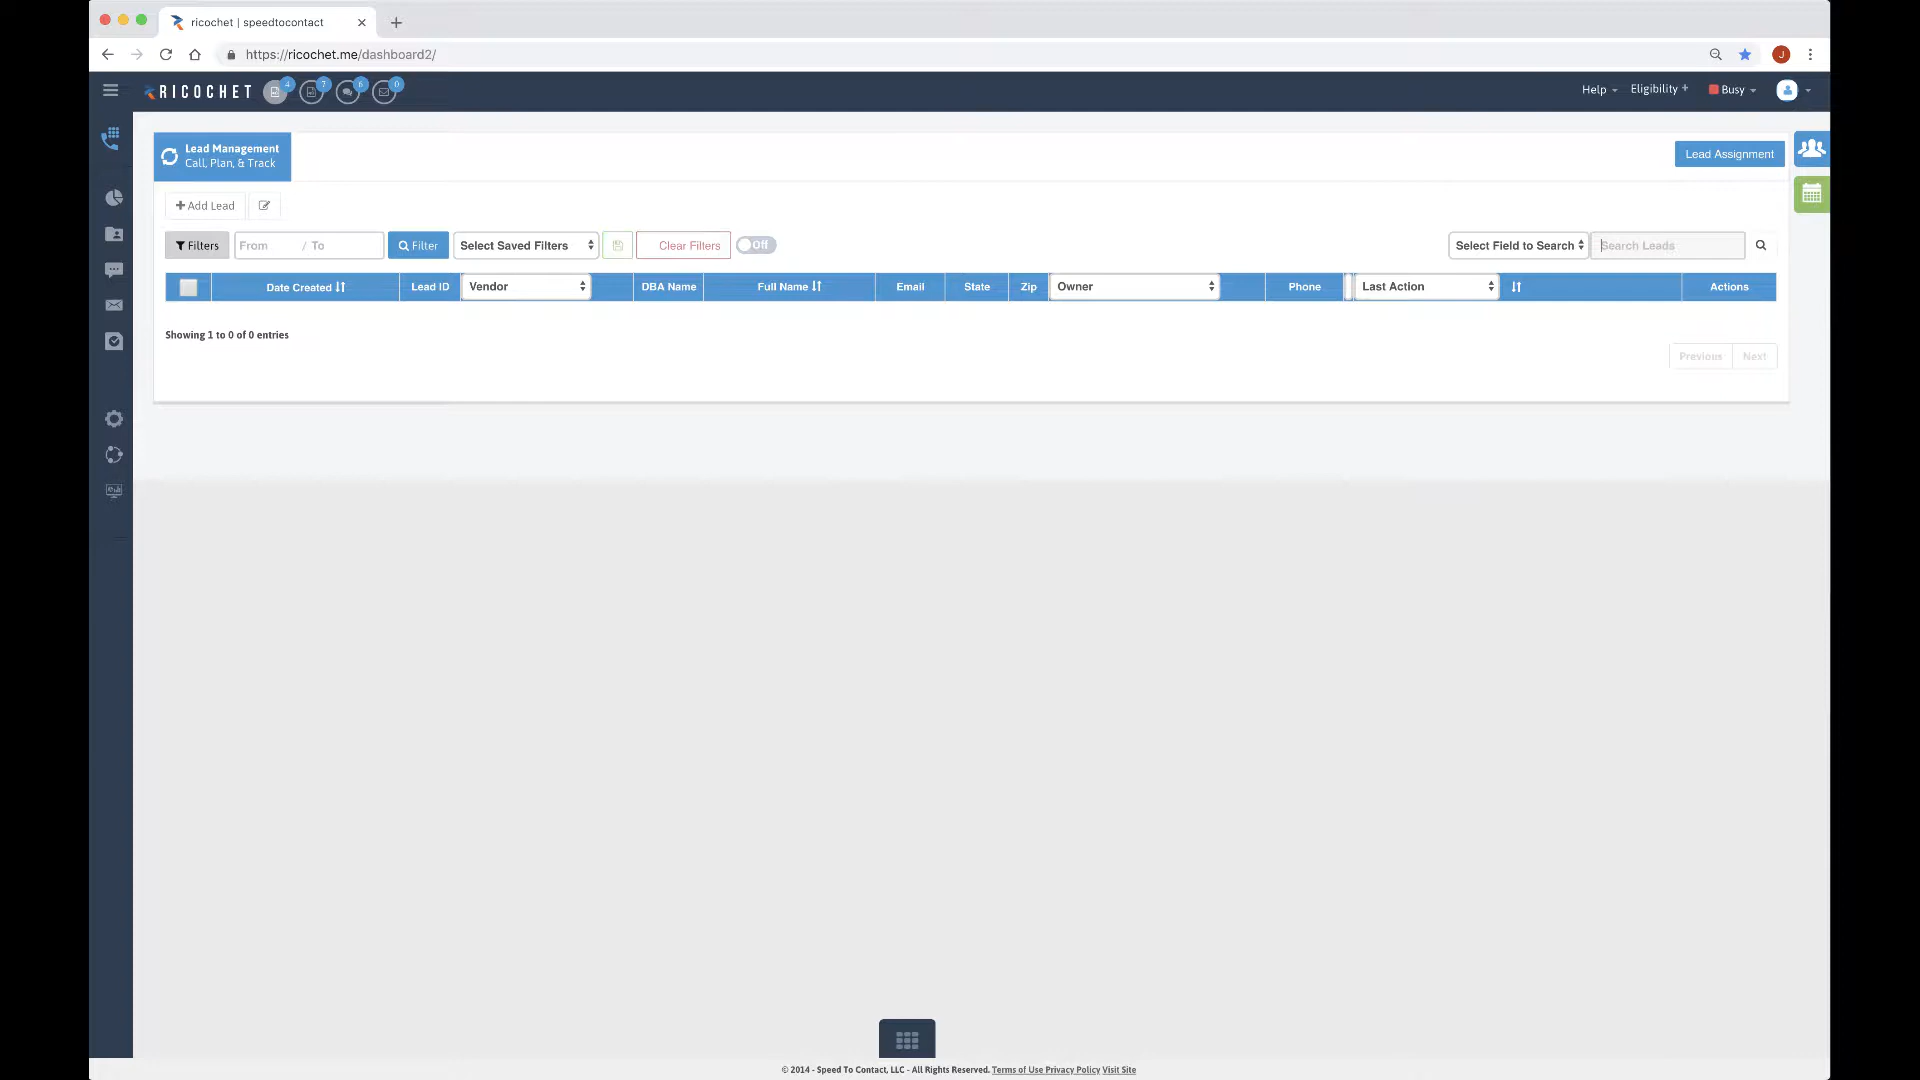 ricochet | speedtocontact
https://ricochet.me/dashboard2/
J
RICOCHET 4 7 6 0 Help Eligibility + Busy
Lead Management
Call, Plan, & Track
Lead Assignment
+ Add Lead
Filters From / To Filter Select Saved Filters Clear Filters Off Select Field to Search Search Leads
Date Created Lead ID Vendor DBA Name Full Name Email State Zip Owner Phone Last Action Actions
Showing 1 to 0 of 0 entries
Previous Next
© 2014 - Speed To Contact, LLC - All Rights Reserved. Terms of Use Privacy Policy Visit Site